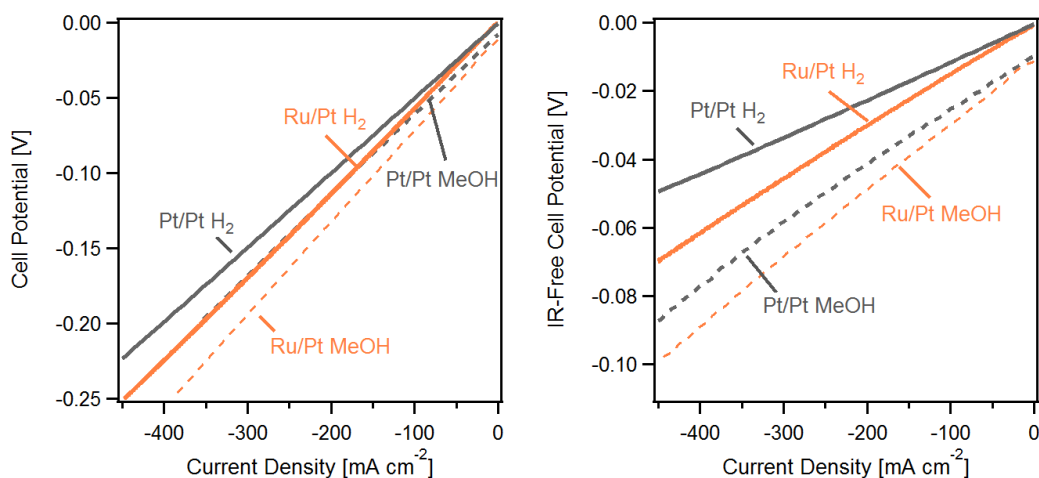 Cell Potential [V]
0.00
-0.05
-0.10
-0.15
-0.20
-0.25
Pt/Pt H2
Ru/Pt H2
Pt/Pt MeOH
Ru/Pt MeOH
-400
-300
-200
-100
0
Current Density [mA cm-2]
IR-Free Cell Potential [V]
0.00
-0.02
-0.04
-0.06
-0.08
-0.10
Ru/Pt H2
Pt/Pt H2
Ru/Pt MeOH
Pt/Pt MeOH
-400
-300
-200
-100
0
Current Density [mA cm-2]